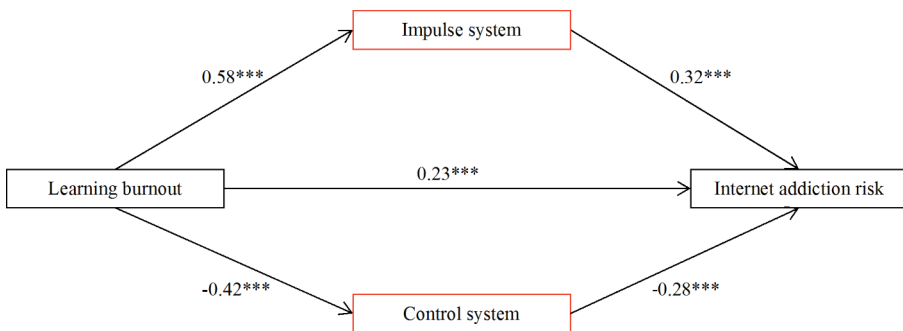 Impulse system
0.58***
0.32***
Learning burnout
0.23***
Internet addiction risk
-0.42***
-0.28***
Control system